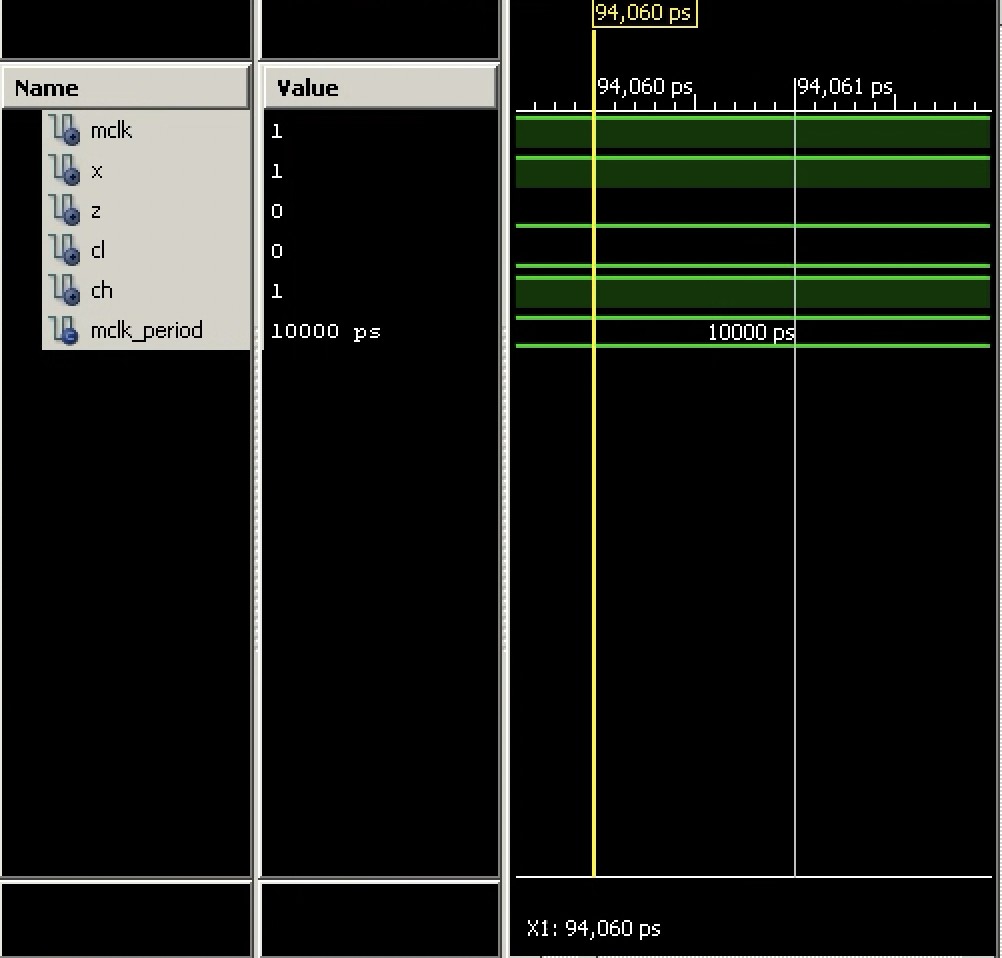 94,060 ps
Name Value 94,060 ps 94,061 ps
mclk 1
x 1
z 0
cl 0
ch 1
mclk_period 10000 ps 10000 ps
X1: 94,060 ps